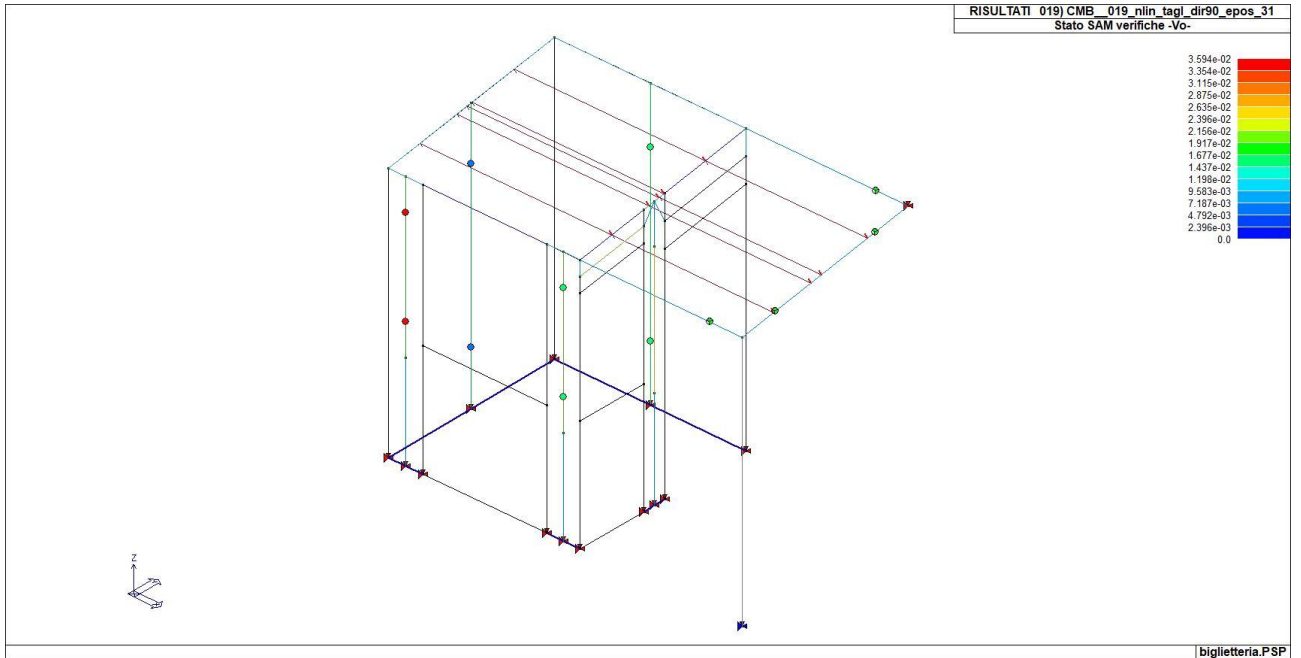 RISULTATI 019) CMB__019_nlin_tagl_dir90_epos_31
Stato SAM verifiche -Vo-
3.594e-02
3.354e-02
3.115e-02
2.875e-02
2.635e-02
2.396e-02
2.156e-02
1.917e-02
1.677e-02
1.437e-02
1.198e-02
9.583e-03
7.187e-03
4.792e-03
2.396e-03
0.0
Z
biglietteria.PSP